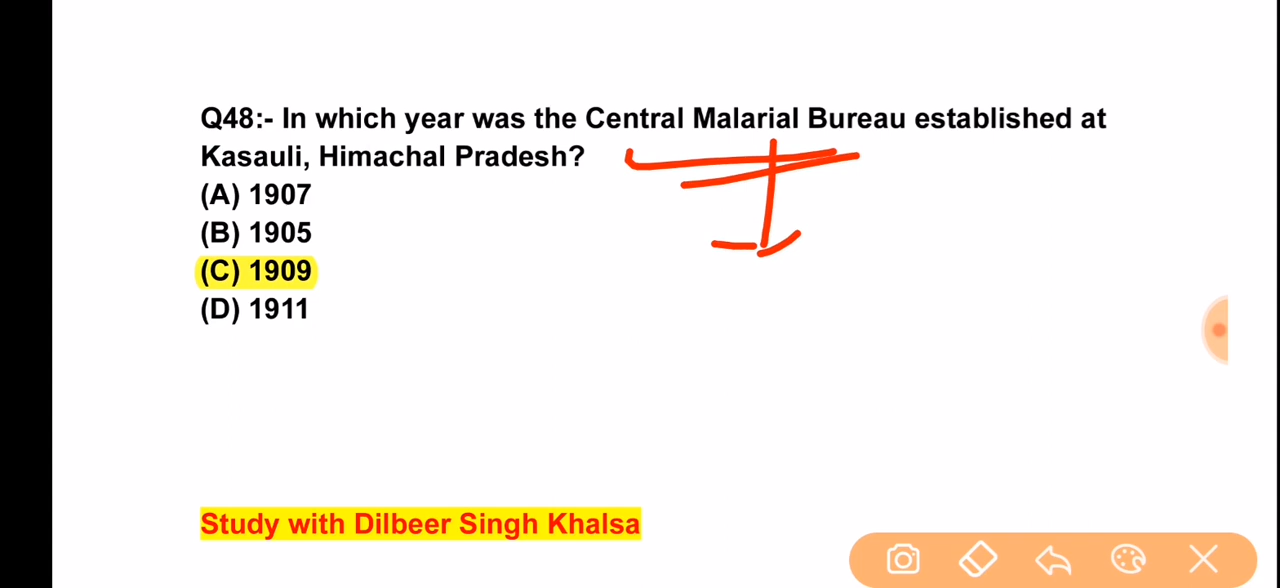 Q48:- In which year was the Central Malarial Bureau established at
Kasauli, Himachal Pradesh?
(A) 1907
(B) 1905
(C) 1909
(D) 1911
Study with Dilbeer Singh Khalsa